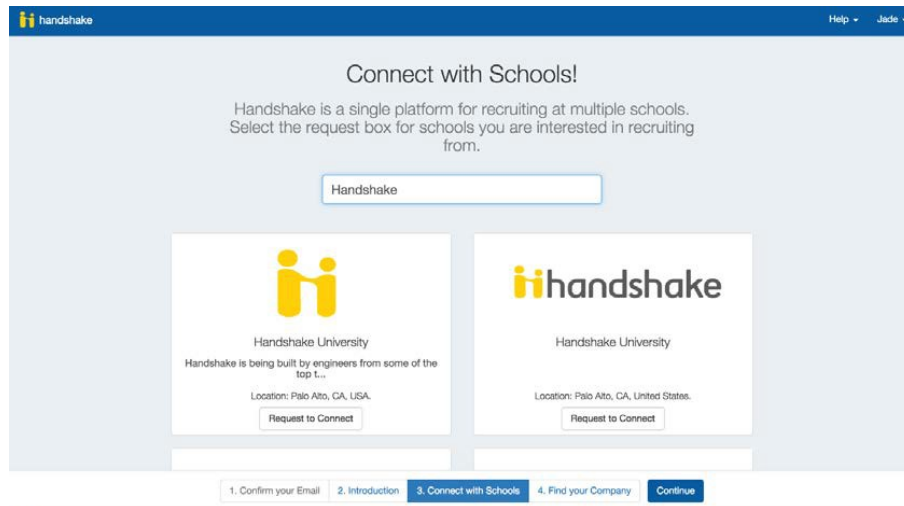 handshake
Help
Jade
Connect with Schools!
Handshake is a single platform for recruiting at multiple schools.
Select the request box for schools you are interested in recruiting
from.
Handshake
handshake
Handshake University
Handshake is being built by engineers from some of the
top t...
Location: Palo Alto, CA, USA.
Request to Connect
Handshake University
Location: Palo Alto, CA, United States.
Request to Connect
1. Confirm your Email
2. Introduction
3. Connect with Schools
4. Find your Company
Continue